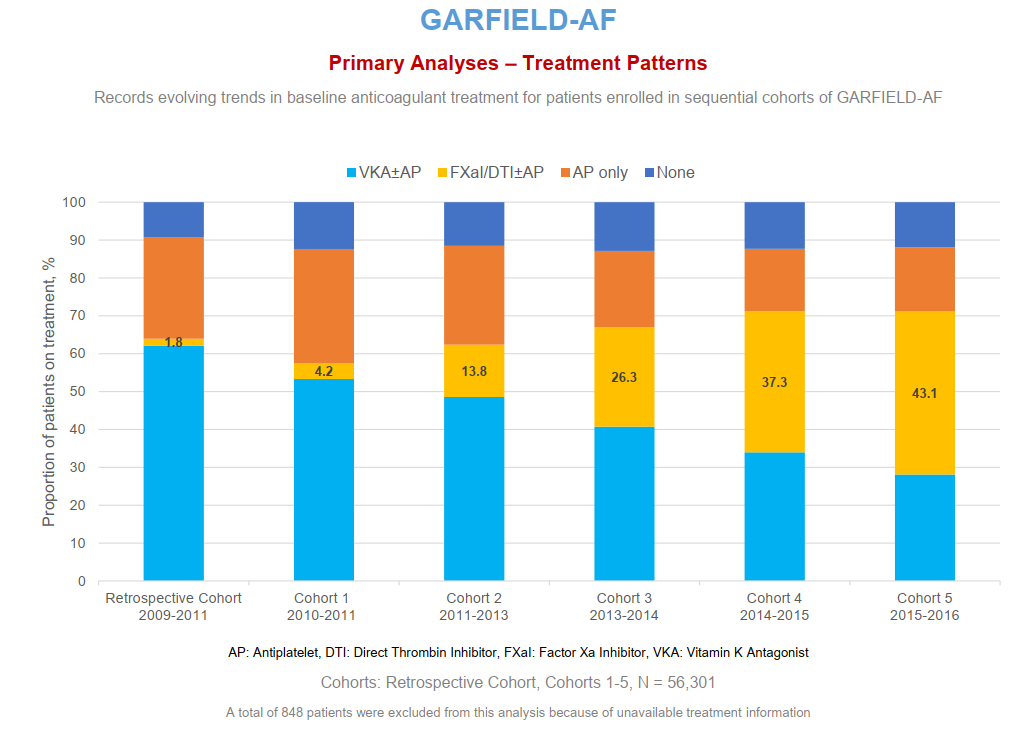 GARFIELD-AF
Primary Analyses – Treatment Patterns
Records evolving trends in baseline anticoagulant treatment for patients enrolled in sequential cohorts of GARFIELD-AF
VKA±AP FXaI/DTI±AP AP only None
Proportion of patients on treatment, %
100
90
80
70
60
50
40
30
20
10
0
1.8
4.2
13.8
26.3
37.3
43.1
Retrospective Cohort
2009-2011
Cohort 1
2010-2011
Cohort 2
2011-2013
Cohort 3
2013-2014
Cohort 4
2014-2015
Cohort 5
2015-2016
AP: Antiplatelet, DTI: Direct Thrombin Inhibitor, FXaI: Factor Xa Inhibitor, VKA: Vitamin K Antagonist
Cohorts: Retrospective Cohort, Cohorts 1-5, N = 56,301
A total of 848 patients were excluded from this analysis because of unavailable treatment information